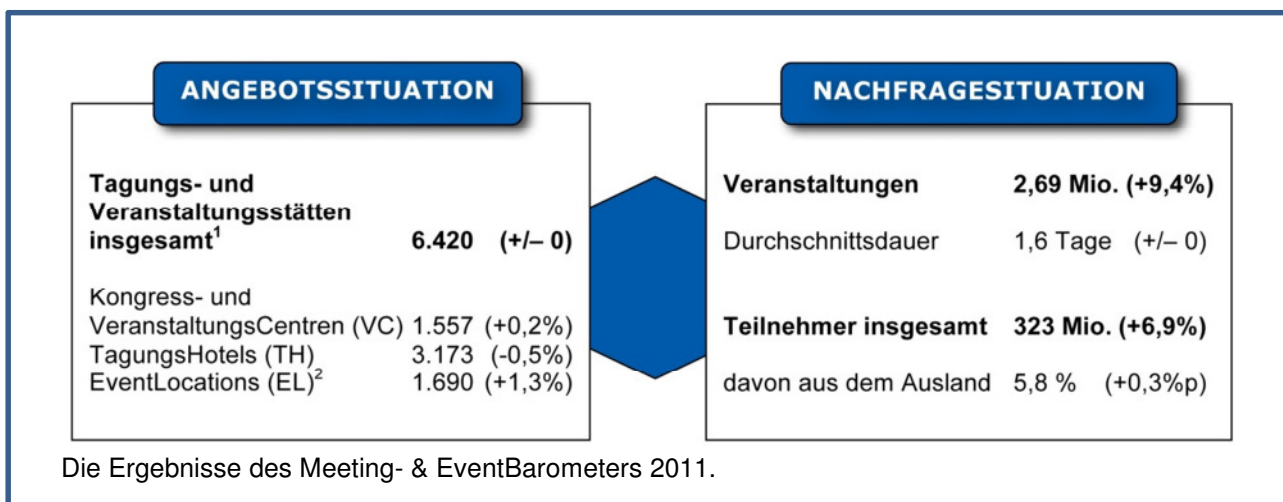 ANGEBOTSSITUATION
Tagungs- und
Veranstaltungsstätten
insgesamt¹ 6.420 (+/– 0)
Kongress- und
VeranstaltungsCentren (VC) 1.557 (+0,2%)
TagungsHotels (TH) 3.173 (-0,5%)
EventLocations (EL)² 1.690 (+1,3%)
NACHFRAGESITUATION
Veranstaltungen 2,69 Mio. (+9,4%)
Durchschnittsdauer 1,6 Tage (+/– 0)
Teilnehmer insgesamt 323 Mio. (+6,9%)
davon aus dem Ausland 5,8 % (+0,3%p)
Die Ergebnisse des Meeting- & EventBarometers 2011.